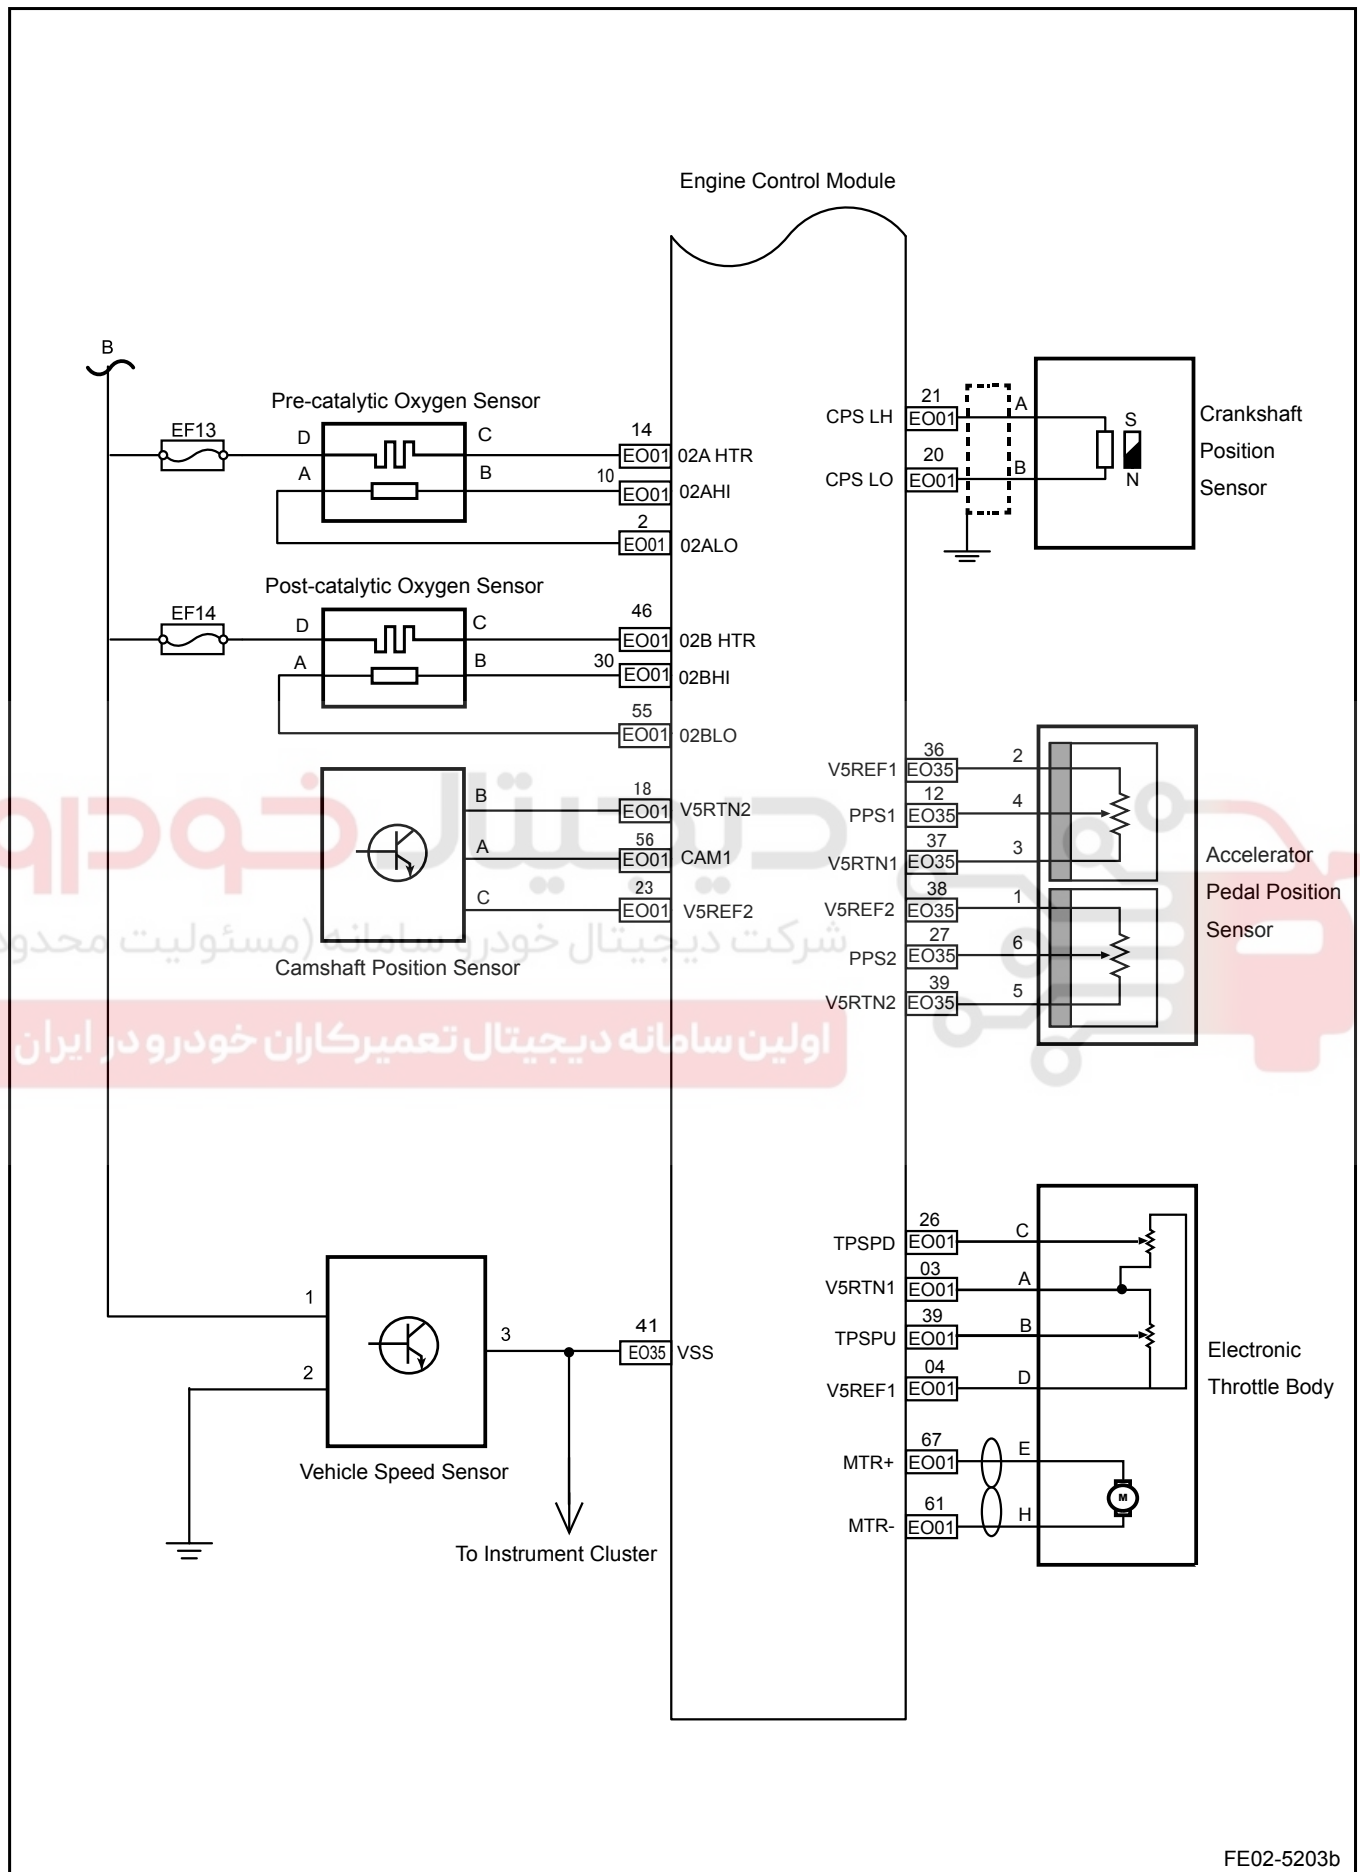 Engine Control Module
B
Pre-catalytic Oxygen Sensor
EF13
D
C
14
EO01
02A HTR
A
B
10
EO01
02AHI
2
EO01
02ALO
Post-catalytic Oxygen Sensor
EF14
D
C
46
EO01
02B HTR
A
B
30
EO01
02BHI
55
EO01
02BLO
B
18
EO01
V5RTN2
A
56
EO01
CAM1
C
23
EO01
V5REF2
Camshaft Position Sensor
1
2
3
41
EO35
VSS
Vehicle Speed Sensor
To Instrument Cluster
CPS LH
21
EO01
A
CPS LO
20
EO01
B
S
N
Crankshaft
Position
Sensor
V5REF1
36
EO35
2
PPS1
12
EO35
4
V5RTN1
37
EO35
3
V5REF2
38
EO35
1
PPS2
27
EO35
6
V5RTN2
39
EO35
5
Accelerator
Pedal Position
Sensor
TPSPD
26
EO01
C
V5RTN1
03
EO01
A
TPSPU
39
EO01
B
V5REF1
04
EO01
D
MTR+
67
EO01
E
MTR-
61
EO01
H
M
Electronic
Throttle Body
دیجیتال خودرو
شرکت دیجیتال خودرو سامانه (مسئولیت محدود
اولین سامانه دیجیتال تعمیرکاران خودرو در ایران
FE02-5203b